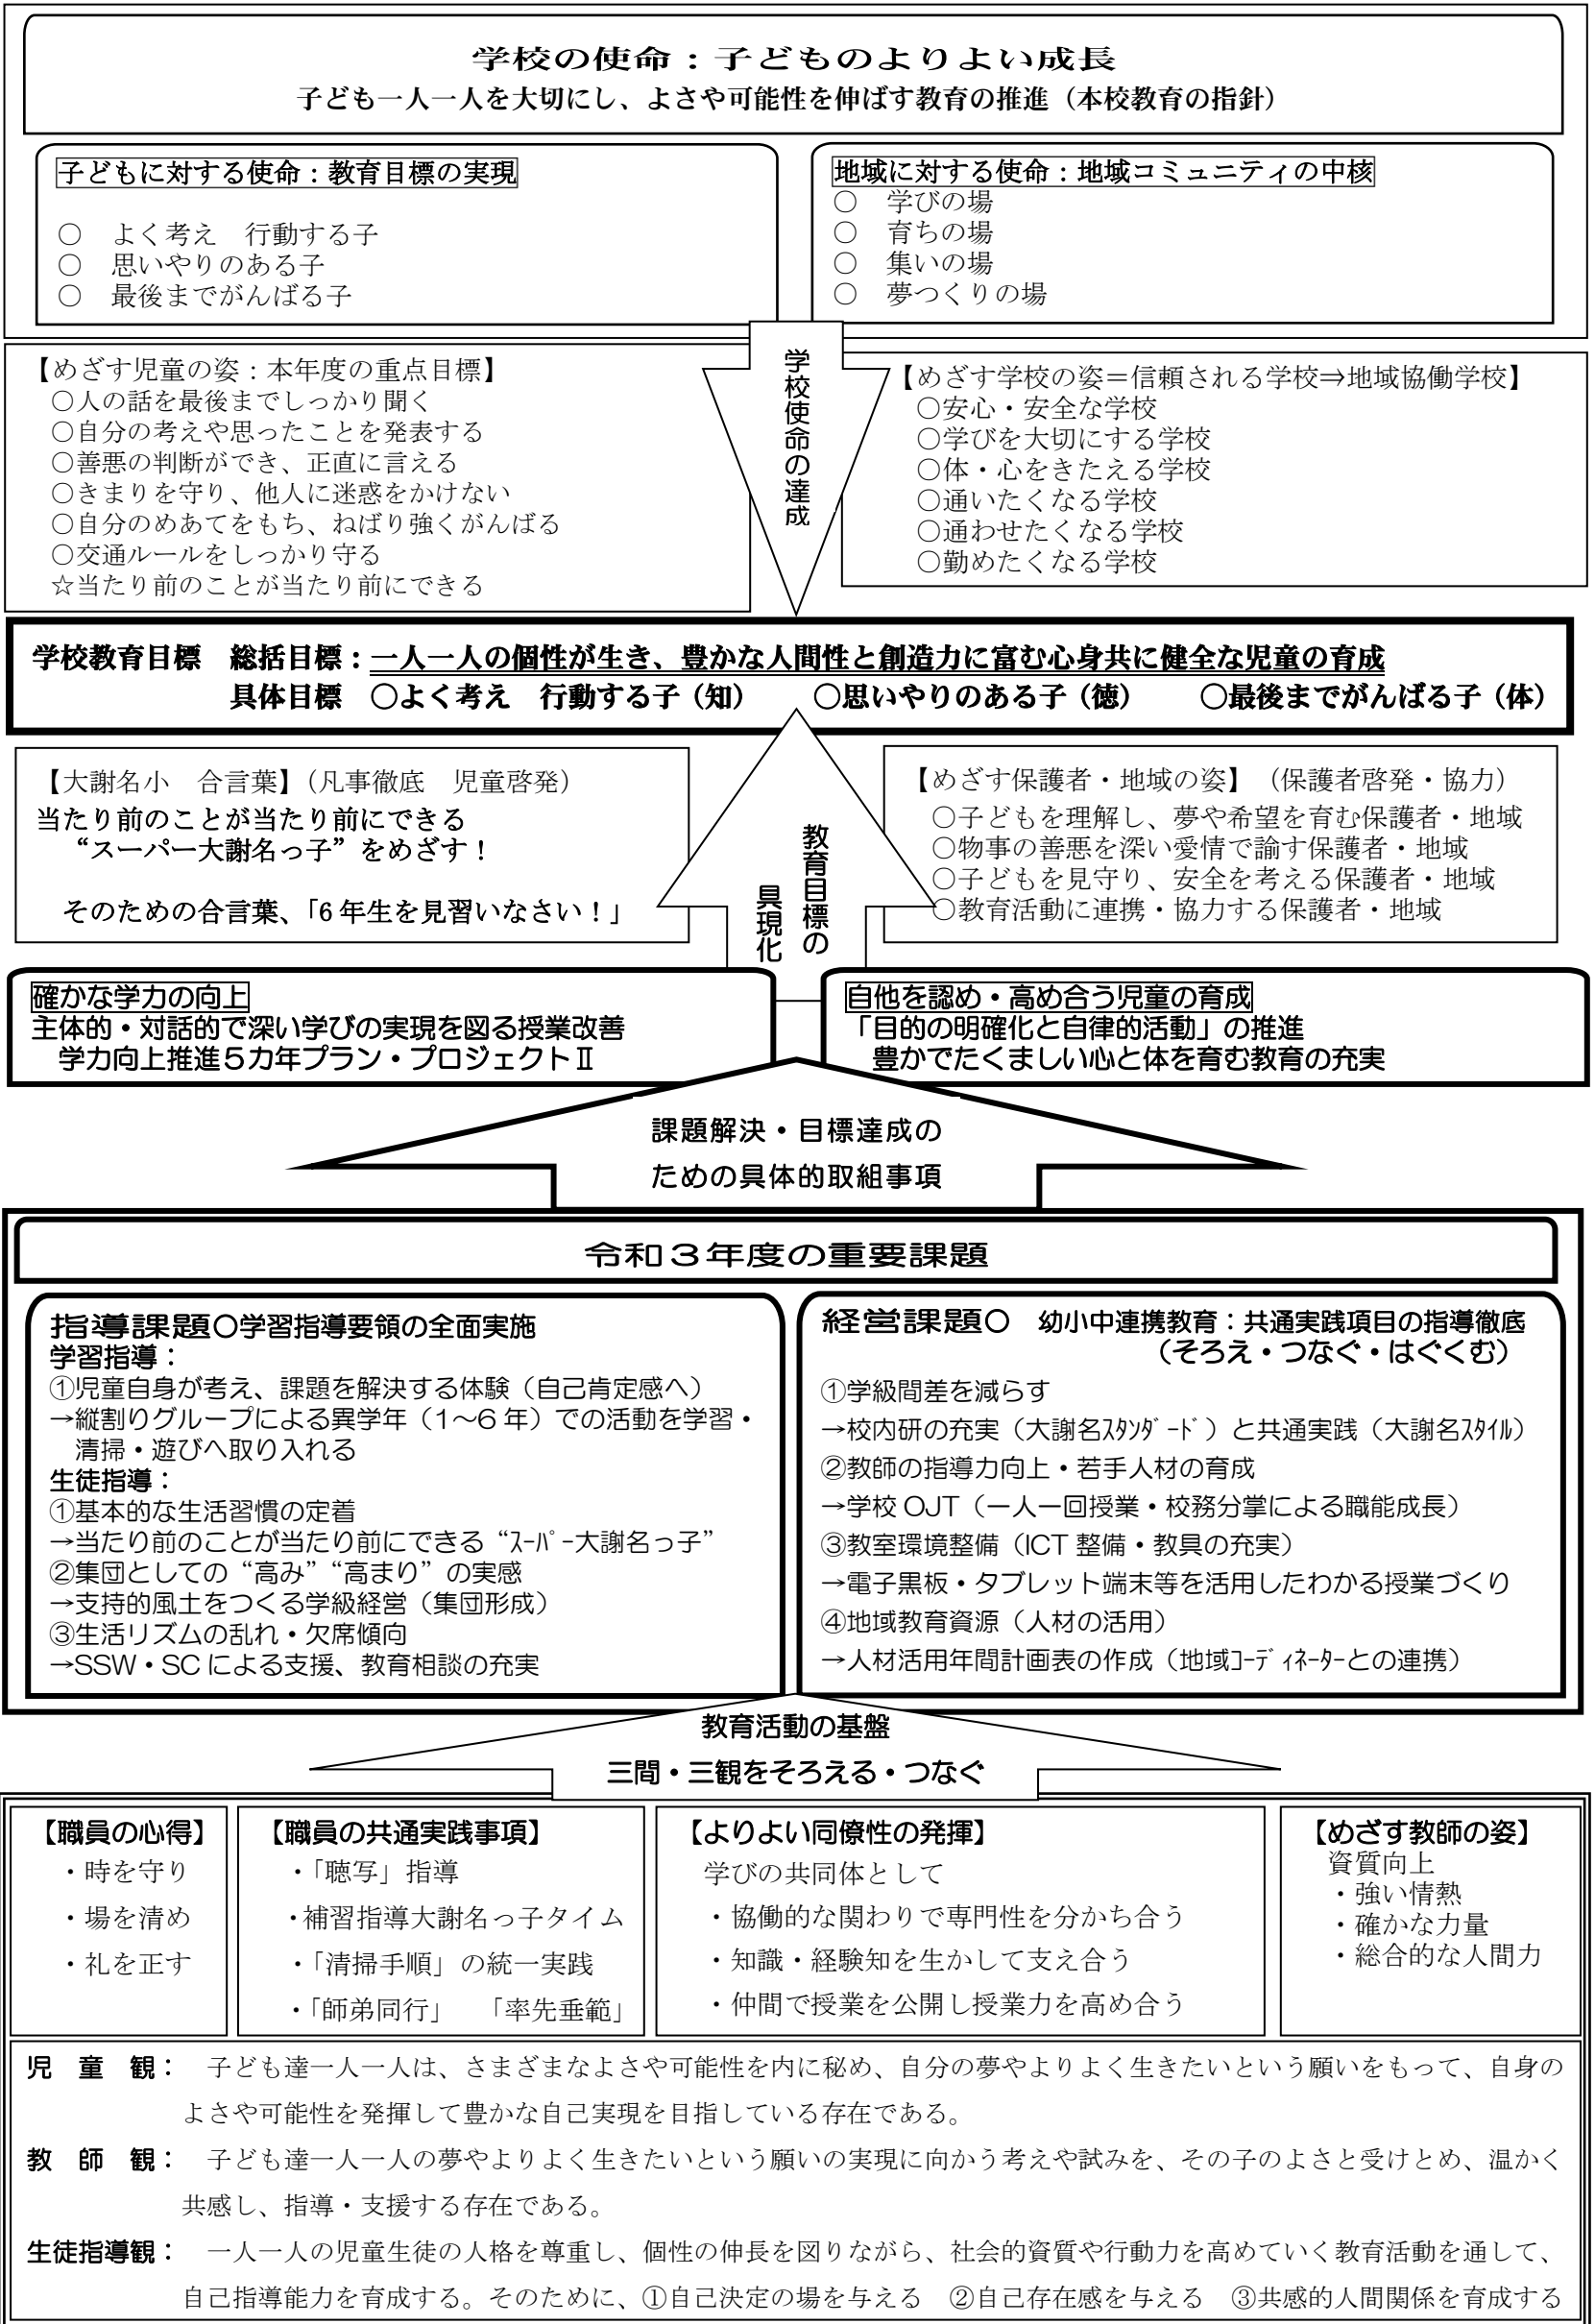 学校の使命：子どものよりよい成長
子ども一人一人を大切にし、よさや可能性を伸ばす教育の推進（本校教育の指針）
子どもに対する使命：教育目標の実現
○　よく考え　行動する子
○　思いやりのある子
○　最後までがんばる子
地域に対する使命：地域コミュニティの中核
○　学びの場
○　育ちの場
○　集いの場
○　夢つくりの場
学校使命の達成
【めざす児童の姿：本年度の重点目標】
○人の話を最後までしっかり聞く
○自分の考えや思ったことを発表する
○善悪の判断ができ、正直に言える
○きまりを守り、他人に迷惑をかけない
○自分のめあてをもち、ねばり強くがんばる
○交通ルールをしっかり守る
☆当たり前のことが当たり前にできる
【めざす学校の姿＝信頼される学校⇒地域協働学校】
○安心・安全な学校
○学びを大切にする学校
○体・心をきたえる学校
○通いたくなる学校
○通わせたくなる学校
○勤めたくなる学校
学校教育目標　総括目標：一人一人の個性が生き、豊かな人間性と創造力に富む心身共に健全な児童の育成
具体目標　○よく考え　行動する子（知）　　○思いやりのある子（徳）　　○最後までがんばる子（体）
【大謝名小　合言葉】（凡事徹底　児童啓発）
当たり前のことが当たり前にできる
“スーパー大謝名っ子”をめざす！
そのための合言葉、「6年生を見習いなさい！」
教育目標の
具現化
【めざす保護者・地域の姿】（保護者啓発・協力）
○子どもを理解し、夢や希望を育む保護者・地域
○物事の善悪を深い愛情で諭す保護者・地域
○子どもを見守り、安全を考える保護者・地域
○教育活動に連携・協力する保護者・地域
確かな学力の向上
主体的・対話的で深い学びの実現を図る授業改善
学力向上推進５カ年プラン・プロジェクトⅡ
自他を認め・高め合う児童の育成
「目的の明確化と自律的活動」の推進
豊かでたくましい心と体を育む教育の充実
課題解決・目標達成の
ための具体的取組事項
令和３年度の重要課題
指導課題○学習指導要領の全面実施
学習指導：
①児童自身が考え、課題を解決する体験（自己肯定感へ）
→縦割りグループによる異学年（1～6年）での活動を学習・
清掃・遊びへ取り入れる
生徒指導：
①基本的な生活習慣の定着
→当たり前のことが当たり前にできる“ｽｰﾊﾟｰ大謝名っ子”
②集団としての“高み”“高まり”の実感
→支持的風土をつくる学級経営（集団形成）
③生活リズムの乱れ・欠席傾向
→SSW・SCによる支援、教育相談の充実
経営課題○　幼小中連携教育：共通実践項目の指導徹底
（そろえ・つなぐ・はぐくむ）
①学級間差を減らす
→校内研の充実（大謝名ｽﾀﾝﾀﾞｰﾄﾞ）と共通実践（大謝名ｽﾀｲﾙ）
②教師の指導力向上・若手人材の育成
→学校OJT（一人一回授業・校務分掌による職能成長）
③教室環境整備（ICT整備・教具の充実）
→電子黒板・タブレット端末等を活用したわかる授業づくり
④地域教育資源（人材の活用）
→人材活用年間計画表の作成（地域ｺｰﾃﾞｨﾈｰﾀｰとの連携）
教育活動の基盤
三間・三観をそろえる・つなぐ
【職員の心得】
・時を守り
・場を清め
・礼を正す
【職員の共通実践事項】
・「聴写」指導
・補習指導大謝名っ子タイム
・「清掃手順」の統一実践
・「師弟同行」　「率先垂範」
【よりよい同僚性の発揮】
学びの共同体として
・協働的な関わりで専門性を分かち合う
・知識・経験知を生かして支え合う
・仲間で授業を公開し授業力を高め合う
【めざす教師の姿】
資質向上
・強い情熱
・確かな力量
・総合的な人間力
児　童　観：　子ども達一人一人は、さまざまなよさや可能性を内に秘め、自分の夢やよりよく生きたいという願いをもって、自身の
よさや可能性を発揮して豊かな自己実現を目指している存在である。
教　師　観：　子ども達一人一人の夢やよりよく生きたいという願いの実現に向かう考えや試みを、その子のよさと受けとめ、温かく
共感し、指導・支援する存在である。
生徒指導観：　一人一人の児童生徒の人格を尊重し、個性の伸長を図りながら、社会的資質や行動力を高めていく教育活動を通して、
自己指導能力を育成する。そのために、①自己決定の場を与える　②自己存在感を与える　③共感的人間関係を育成する